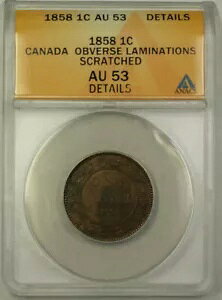 1858 1C AU 53 DETAILS
1858 1C
CANADA OBVERSE LAMINATIONS
SCRATCHED
AU 53
DETAILS
ANACS